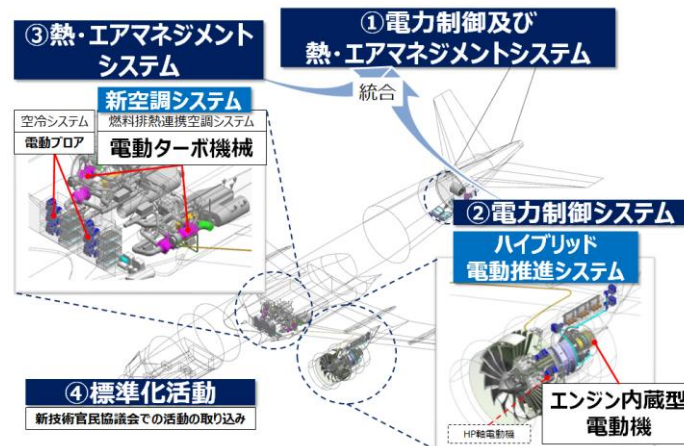 ③熱・エアマネジメント
システム
①電力制御及び
熱・エアマネジメントシステム
統合
新空調システム
空冷システム
電動ブロア
燃料排熱連携空調システム
電動ターボ機械
②電力制御システム
ハイブリッド
電動推進システム
エンジン内蔵型
電動機
HP軸電動機
④標準化活動
新技術官民協議会での活動の取り込み